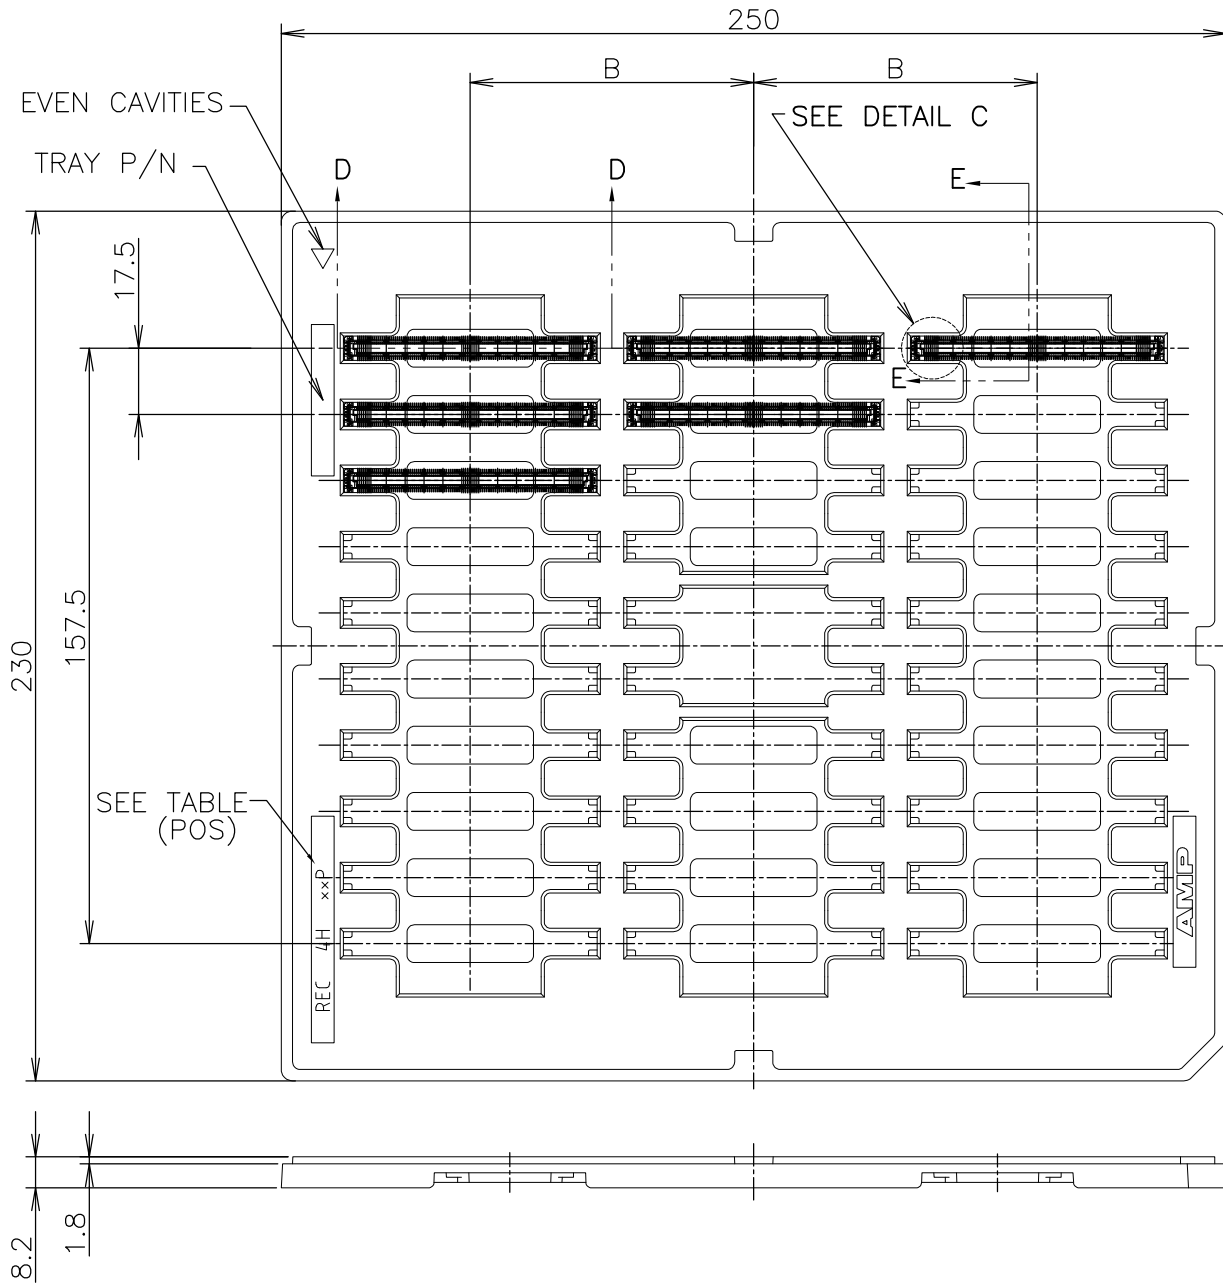 250
B
B
EVEN CAVITIES
SEE DETAIL C
TRAY P/N
D
D
E
17.5
E
157.5
230
SEE TABLE
(POS)
REC 4H xxP
AMP
8.2
1.8